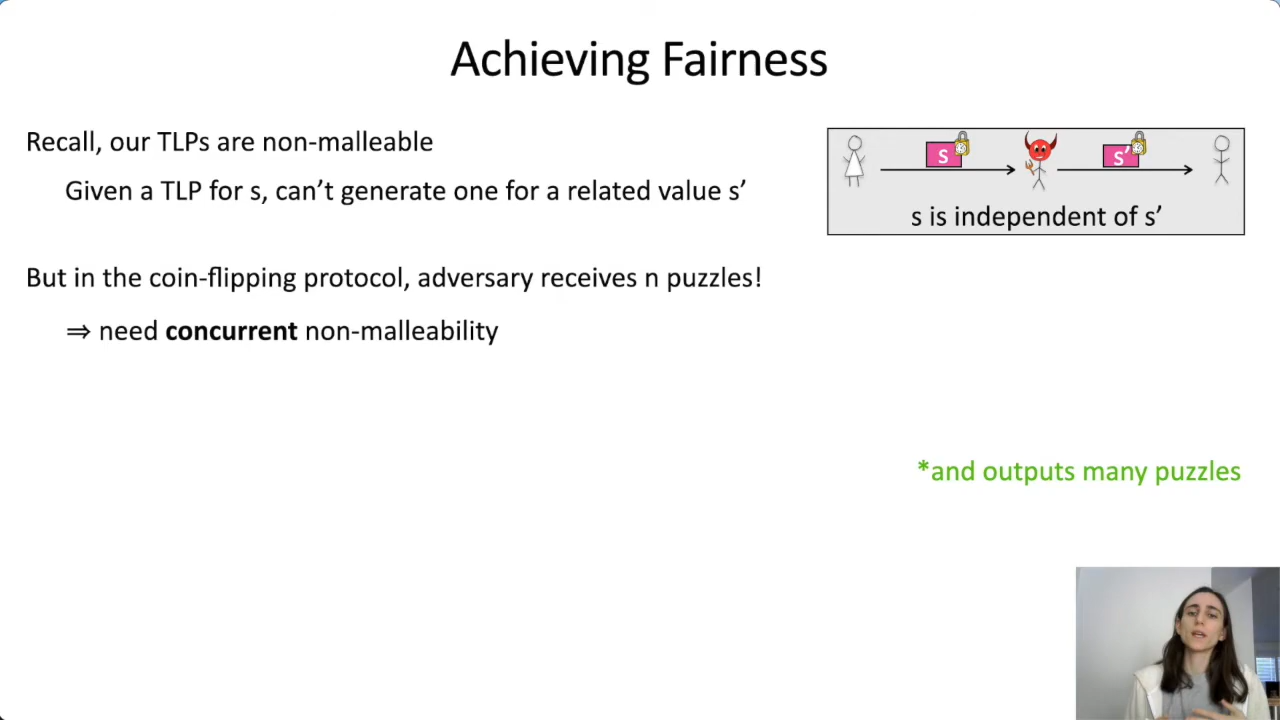 Achieving Fairness
Recall, our TLPs are non-malleable
Given a TLP for s, can’t generate one for a related value s’
s
s’
s is independent of s’
But in the coin-flipping protocol, adversary receives n puzzles!
⇒ need concurrent non-malleability
*and outputs many puzzles